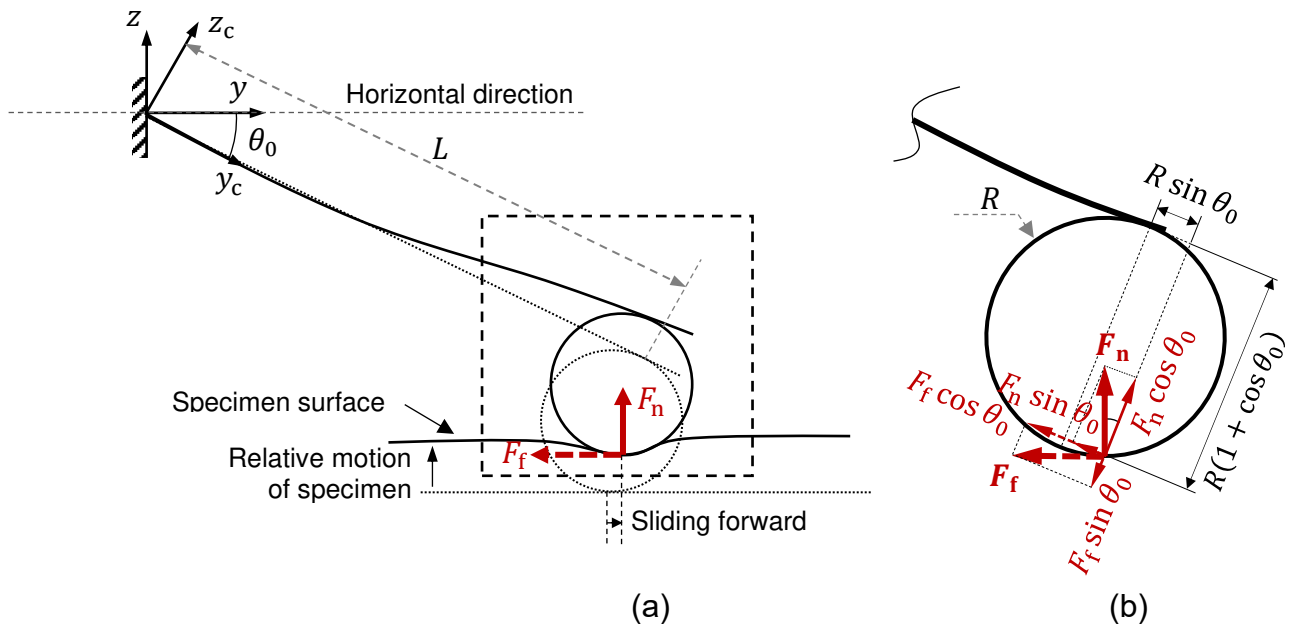 z
z_c
y
Horizontal direction
θ_0
y_c
L
Specimen surface
Relative motion
of specimen
F_n
F_f
Sliding forward
(a)
R
R sin θ_0
F_n
F_f cos θ_0
F_n sin θ_0
F_n cos θ_0
R(1 + cos θ_0)
F_f
F_f sin θ_0
(b)